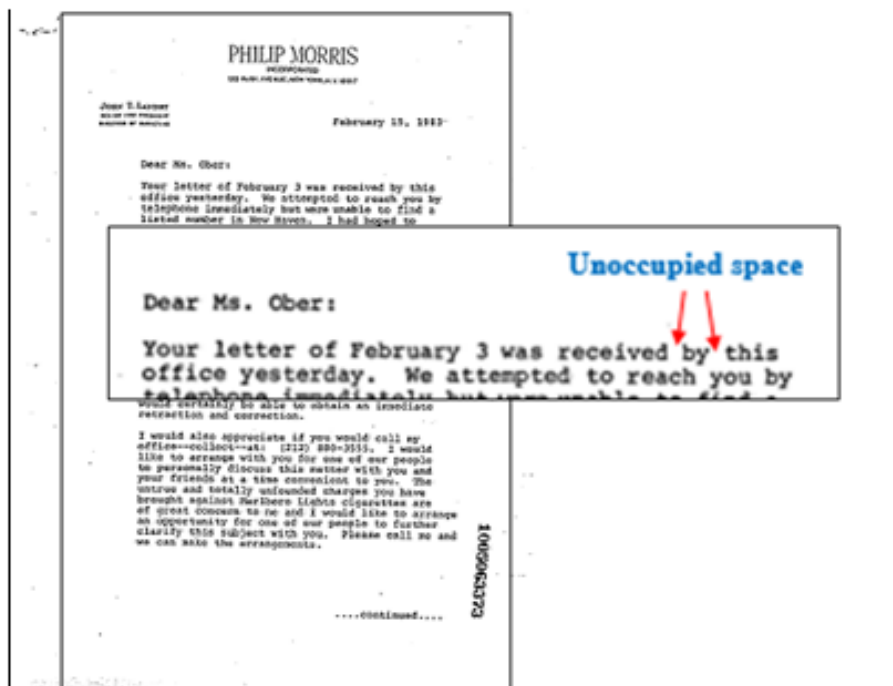 PHILIP MORRIS
INCORPORATED
February 15, 1983
Dear Ms. Ober:
Your letter of February 3 was received by this
office yesterday. We attempted to reach you by
telephone immediately but were unable to find a
listed number in New Haven. I had hoped to
Unoccupied space
Dear Ms. Ober:
Your letter of February 3 was received by this
office yesterday. We attempted to reach you by
telephone immediately but were unable to find a
would certainly be able to obtain an immediate
retraction and correction.
I would also appreciate if you would call my
office--collect--at: (212) 880-3555. I would
like to arrange with you for one of our people
to personally discuss this matter with you and
your friends at a time convenient to you. The
untrue and totally unfounded charges you have
brought against Marlboro Lights cigarettes are
of great concern to me and I would like to arrange
an opportunity for one of our people to further
clarify this subject with you. Please call me and
we can make the arrangements.
....continued....